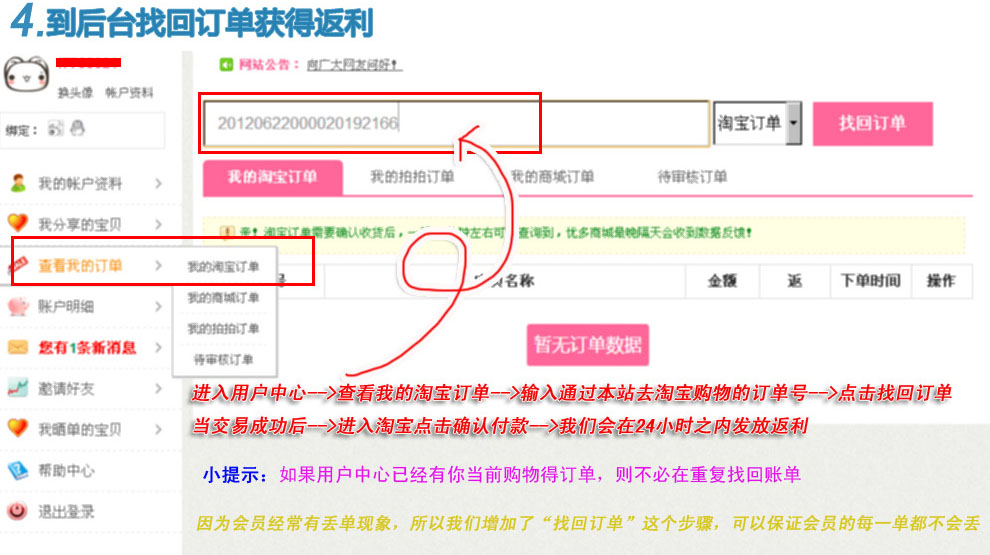 4.到后台找回订单获得返利
网站公告： 向广大网友问好！
换头像 帐户资料
绑定：
20120622000020192166
淘宝订单
找回订单
我的淘宝订单 我的拍拍订单 我的商城订单 待审核订单
我的帐户资料
我分享的宝贝
亲！淘宝订单需要确认收货后，一 钟左右可 查询到，优多商城是晚隔天会收到数据反馈！
查看我的订单
我的淘宝订单
我的商城订单
我的拍拍订单
待审核订单
号 名称 金额 返 下单时间 操作
账户明细
您有1条新消息
暂无订单数据
邀请好友
我晒单的宝贝
帮助中心
退出登录
进入用户中心-->查看我的淘宝订单-->输入通过本站去淘宝购物的订单号-->点击找回订单
当交易成功后-->进入淘宝点击确认付款-->我们会在24小时之内发放返利
小提示：如果用户中心已经有你当前购物得订单，则不必在重复找回账单
因为会员经常有丢单现象，所以我们增加了“找回订单”这个步骤，可以保证会员的每一单都不会丢